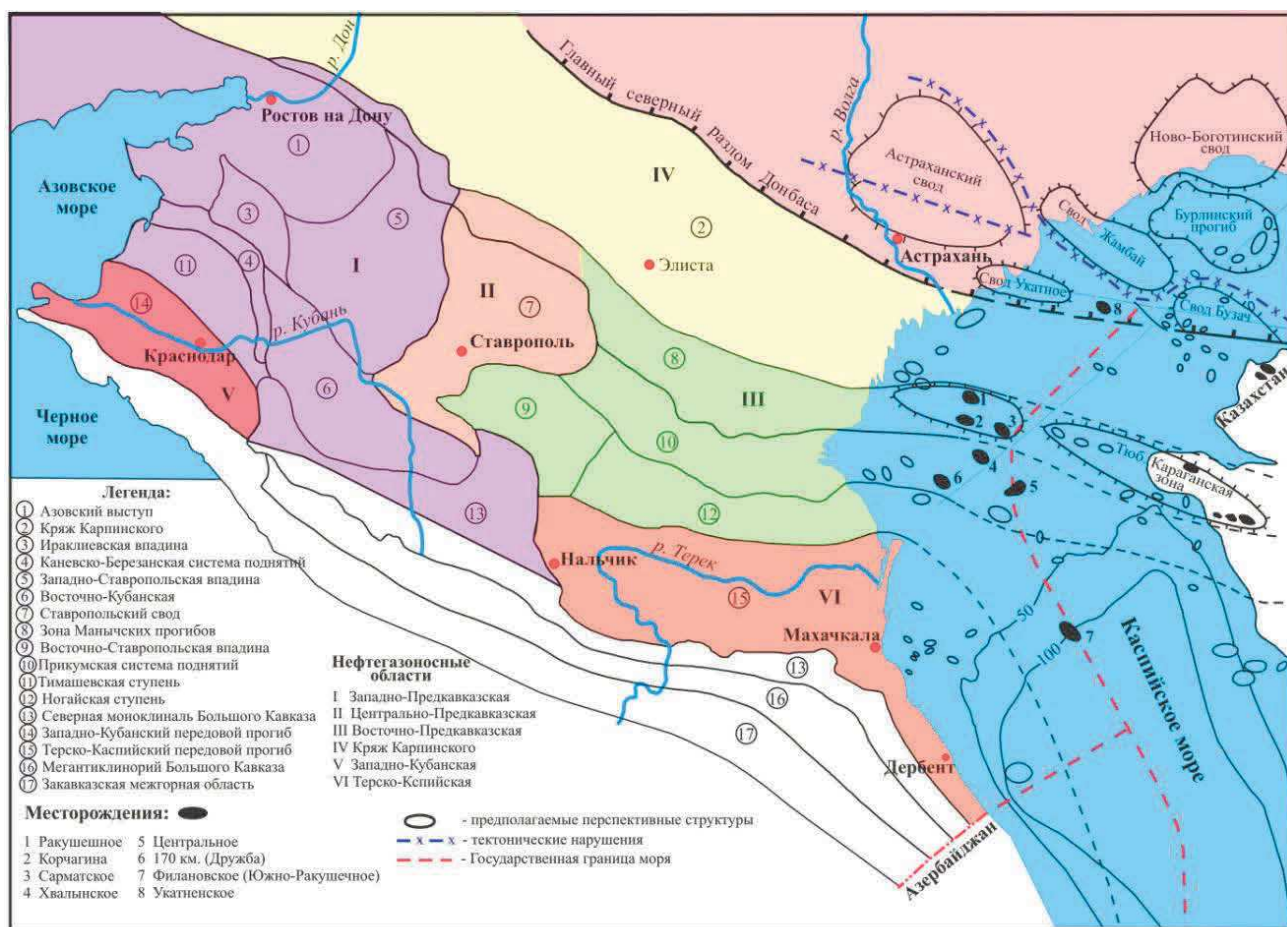 р. Дон
Главный северный разлом Донбаса
р. Волга
Ростов на Дону
Ново-Боготинский
свод
Астраханский
свод
Азовское
море
IV
1
3
5
2
4
11
I
Бурлинский
прогиб
Свод Жамбай
Астрахань
Элиста
Свод Укатное
Свод Бузач
8
II
7
14
р. Кубань
Краснодар
Ставрополь
V
6
8
III
9
10
12
13
Черное
море
1
2
3
4
5
6
Казахстан
Тюб
Караганская
зона
Нальчик
р. Терек
15
VI
Махачкала
50
100
7
Каспийское море
13
16
17
Дербент
Азербайджан
Легенда:
1 Азовский выступ
2 Кряж Карпинского
3 Ираклиевская впадина
4 Каневско-Березанская система поднятий
5 Западно-Ставропольская впадина
6 Восточно-Кубанская
7 Ставропольский свод
8 Зона Манычских прогибов
9 Восточно-Ставропольская впадина
10 Прикумская система поднятий
11 Тимашевская ступень
12 Ногайская ступень
13 Северная моноклиналь Большого Кавказа
14 Западно-Кубанский передовой прогиб
15 Терско-Каспийский передовой прогиб
16 Мегантиклинорий Большого Кавказа
17 Закавказская межгорная область
Нефтегазоносные
области
I Западно-Предкавказская
II Центрально-Предкавказская
III Восточно-Предкавказская
IV Кряж Карпинского
V Западно-Кубанская
VI Терско-Кспийская
Месторождения:
1 Ракушешное
2 Корчагина
3 Сарматское
4 Хвалынское
5 Центральное
6 170 км. (Дружба)
7 Филановское (Южно-Ракушечное)
8 Укатненское
- предполагаемые перспективные структуры
х х - тектонические нарушения
- Государственная граница моря